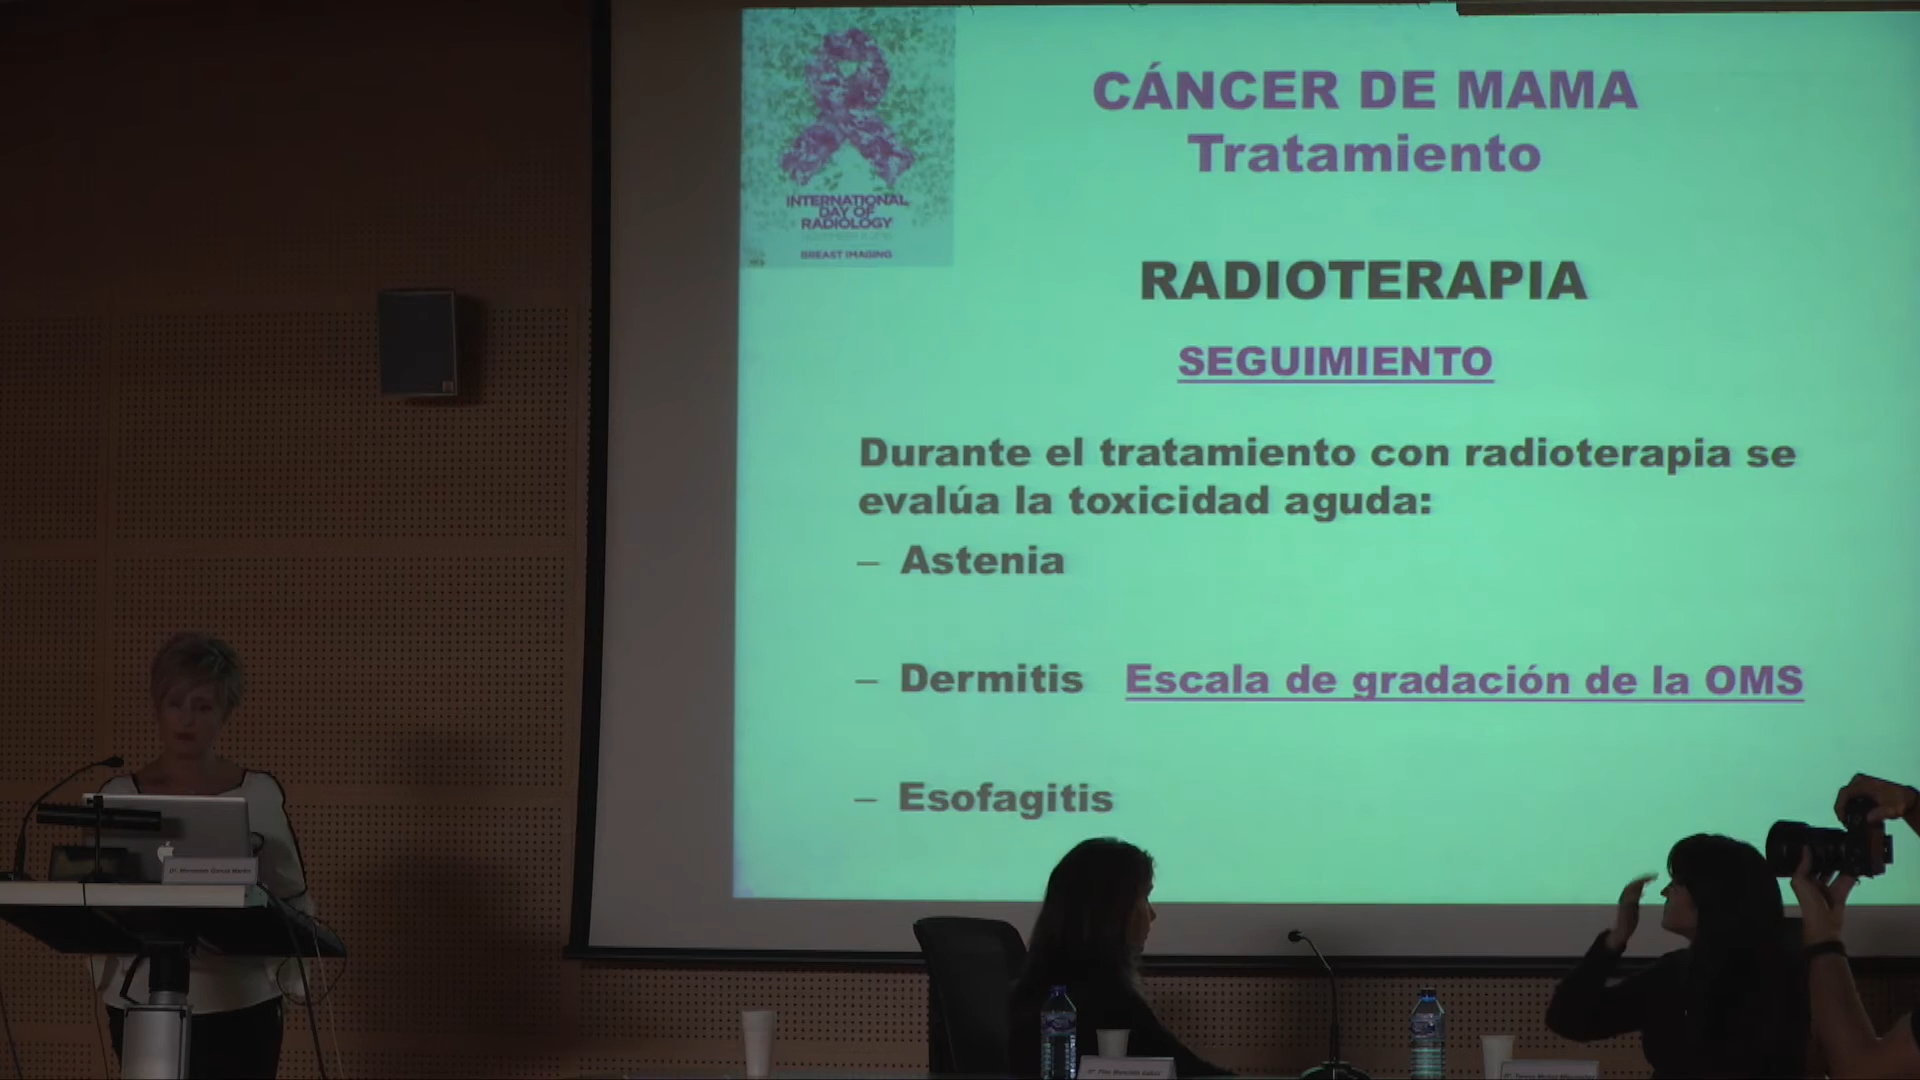 CÁNCER DE MAMA
Tratamiento
INTERNATIONAL
DAY OF
RADIOLOGY
BREAST IMAGING
RADIOTERAPIA
SEGUIMIENTO
Durante el tratamiento con radioterapia se
evalúa la toxicidad aguda:
– Astenia
– Dermitis Escala de gradación de la OMS
– Esofagitis